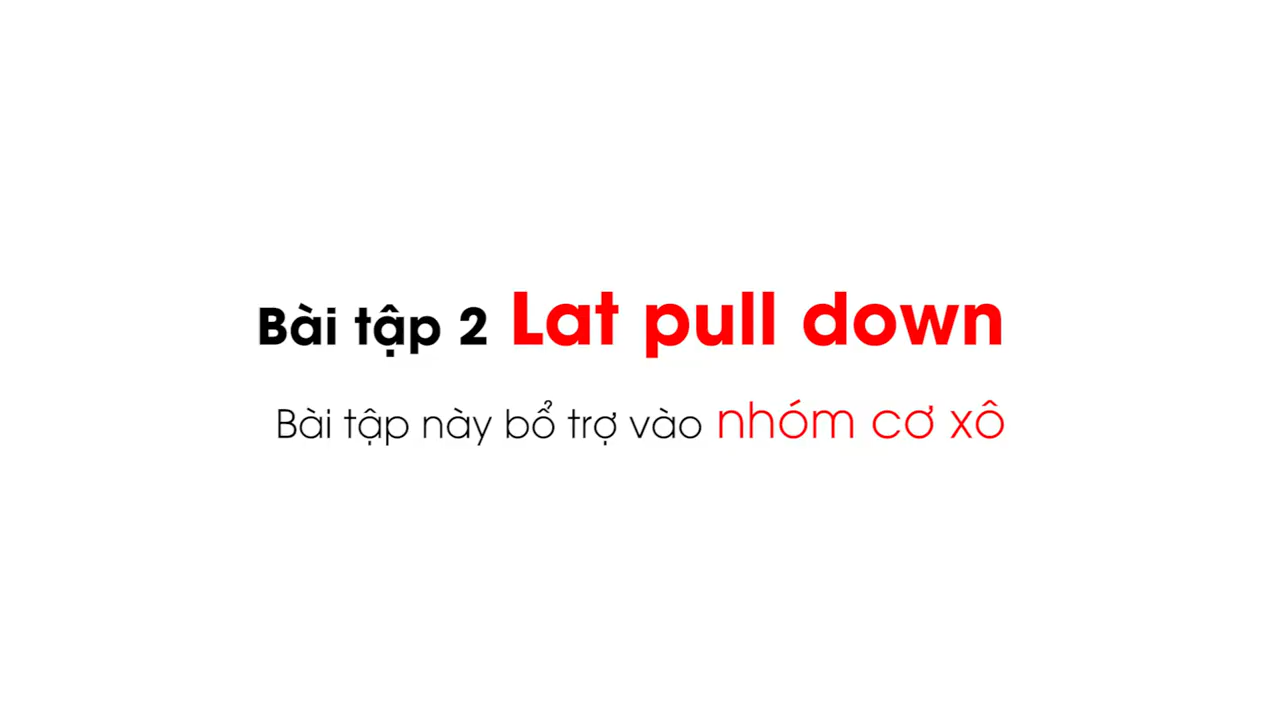 Bài tập 2 Lat pull down
Bài tập này bổ trợ vào nhóm cơ xô